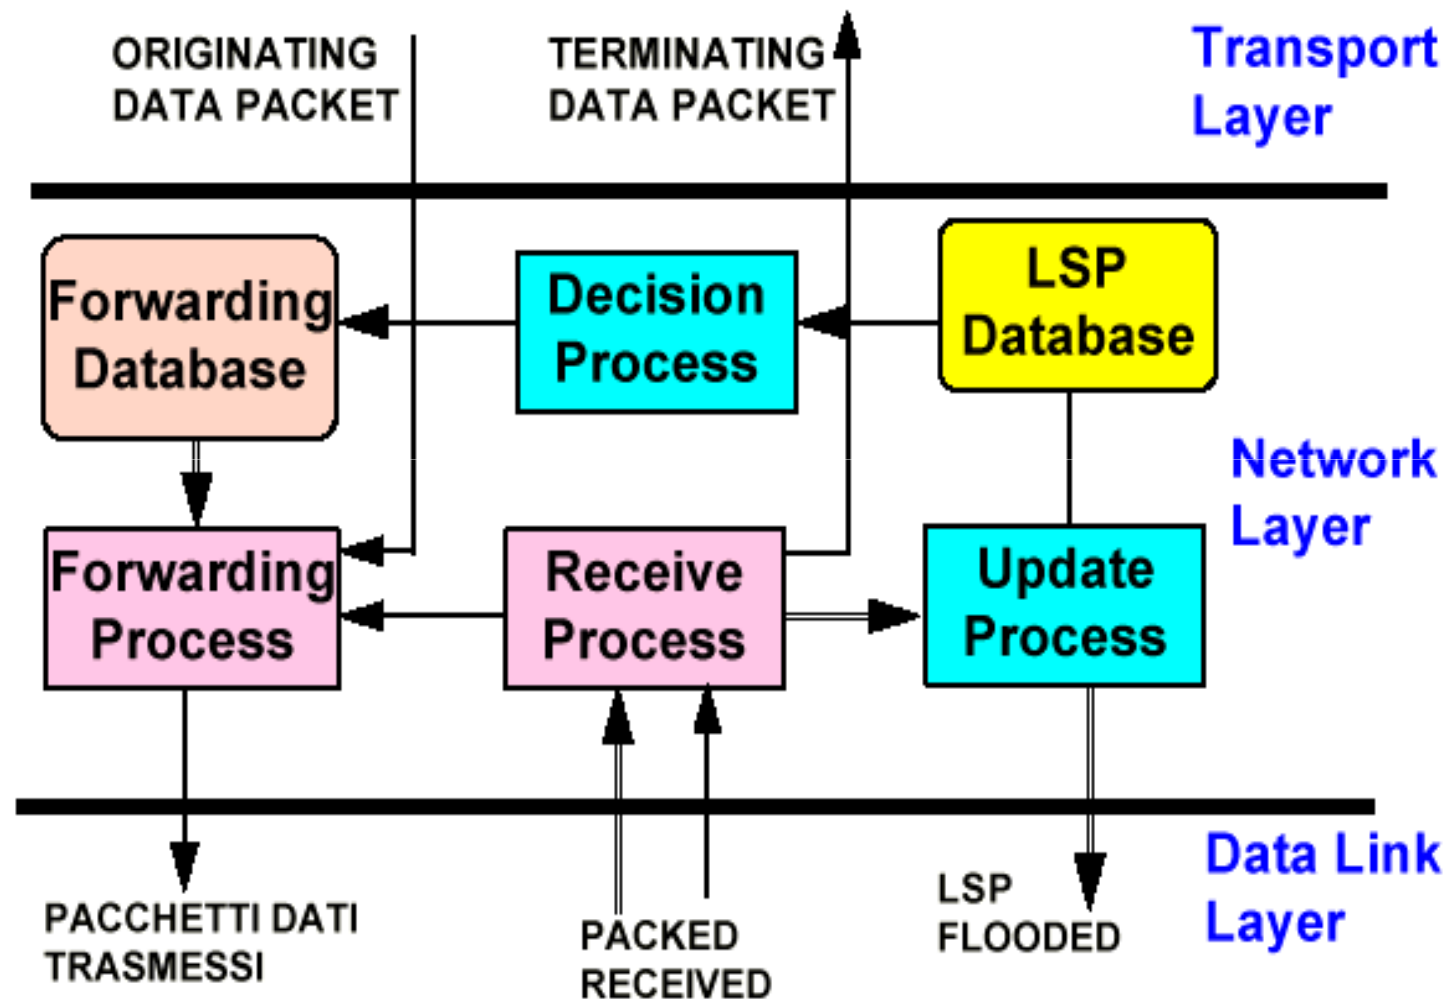 ORIGINATING
DATA PACKET
TERMINATING
DATA PACKET
Transport
Layer
Forwarding
Database
Decision
Process
LSP
Database
Network
Layer
Forwarding
Process
Receive
Process
Update
Process
PACCHETTI DATI
TRASMESSI
PACKED
RECEIVED
LSP
FLOODED
Data Link
Layer